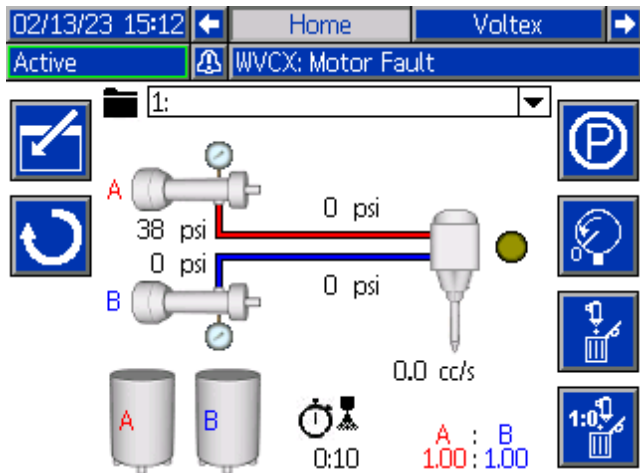 02/13/23 15:12 Home Voltex
Active WVCX: Motor Fault
1:
P
A
0 psi
38 psi
0 psi
0 psi
B
0
0.0 cc/s
A B
0:10
A : B
1.00 : 1.00
1:0